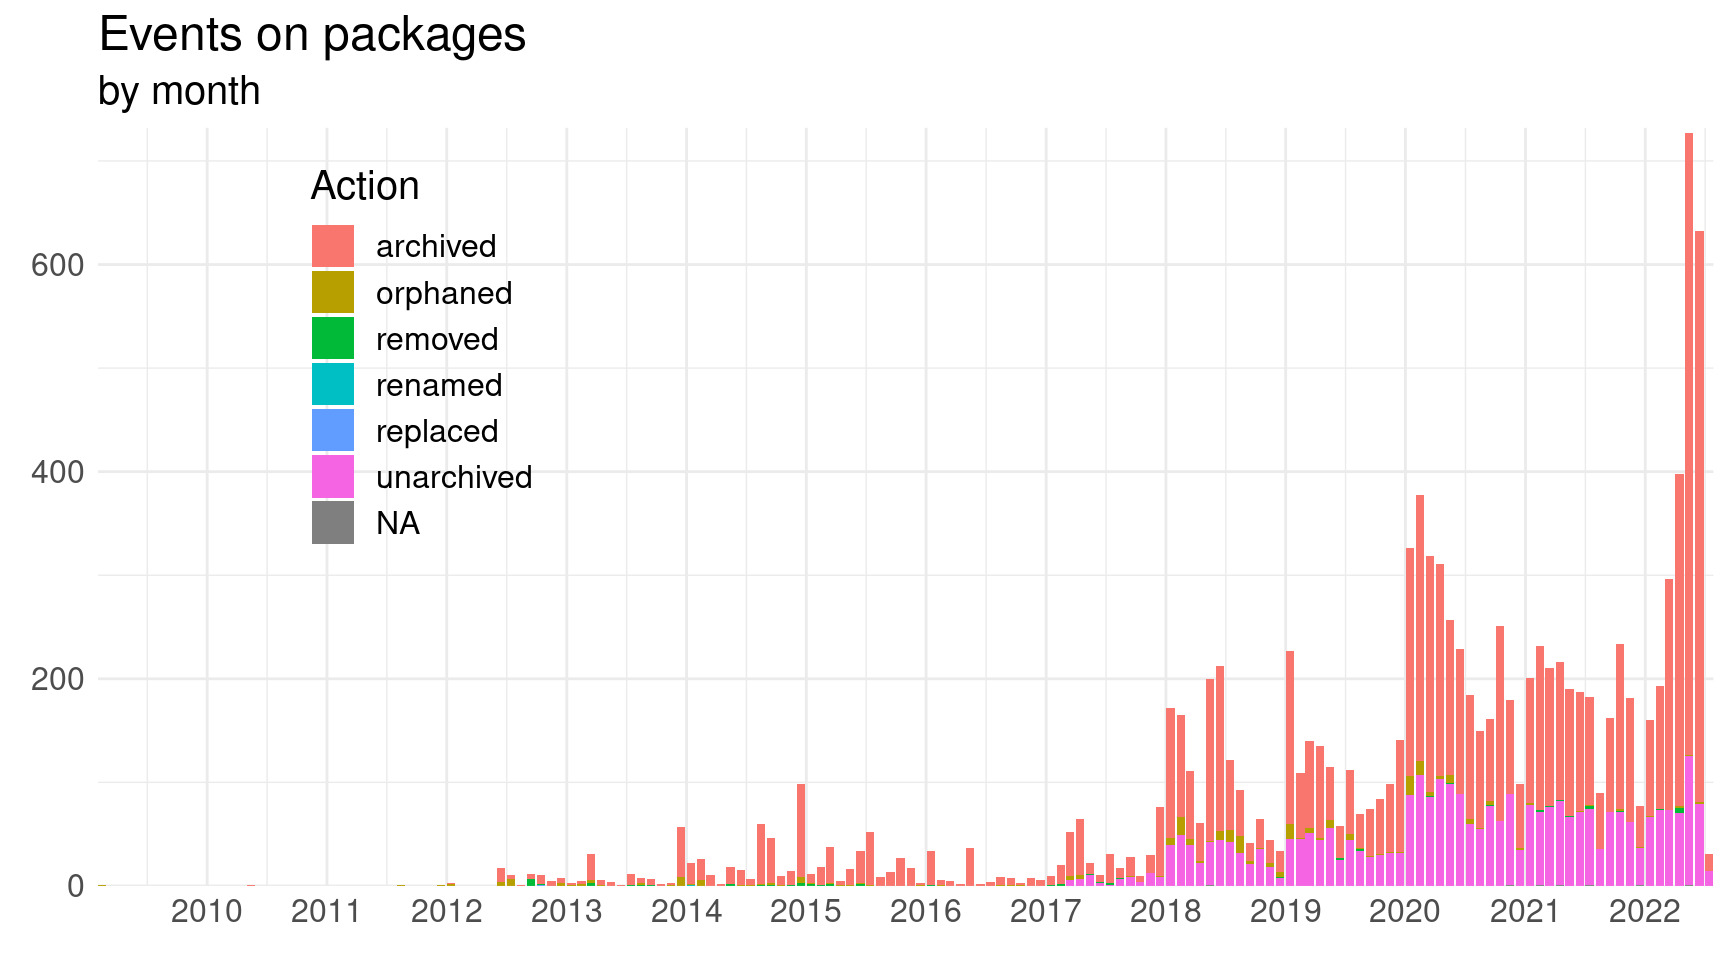 Events on packages
by month
Action
archived
orphaned
removed
renamed
replaced
unarchived
NA
600
400
200
0
2010 2011 2012 2013 2014 2015 2016 2017 2018 2019 2020 2021 2022